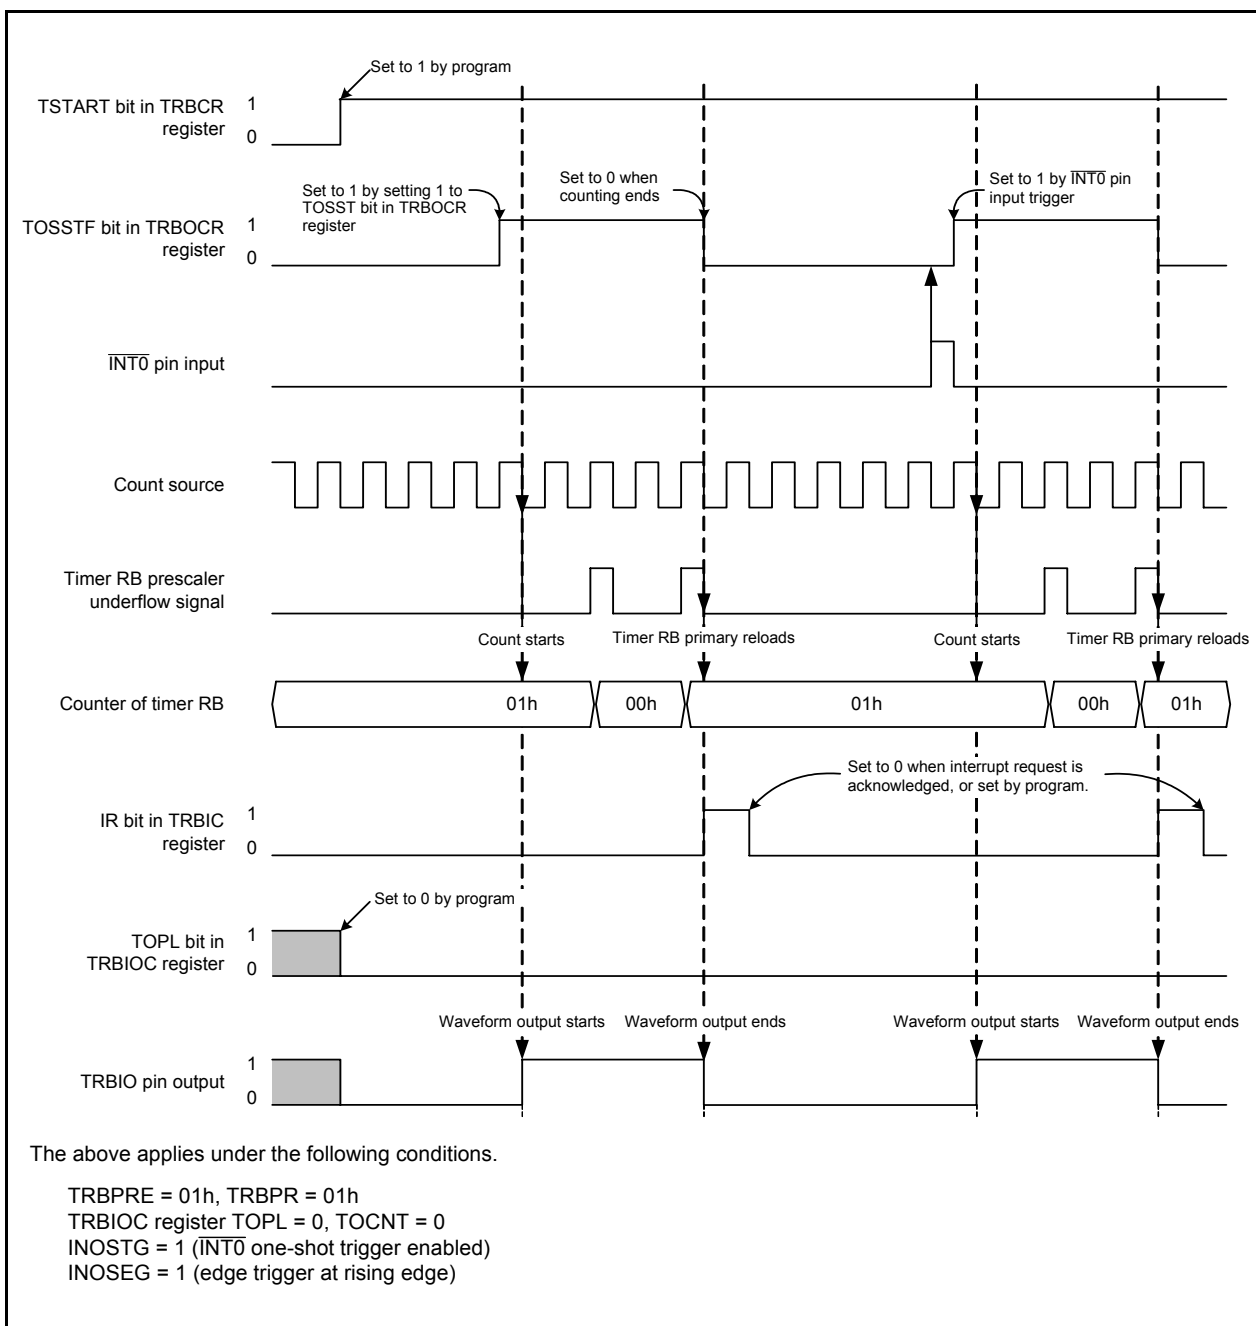 Set to 1 by program
TSTART bit in TRBCR
register
1
0
Set to 1 by setting 1 to
TOSST bit in TRBOCR
register
Set to 0 when
counting ends
Set to 1 by INT0 pin
input trigger
TOSSTF bit in TRBOCR
register
1
0
INT0 pin input
Count source
Timer RB prescaler
underflow signal
Count starts
Timer RB primary reloads
Count starts
Timer RB primary reloads
Counter of timer RB
01h
00h
01h
00h
01h
Set to 0 when interrupt request is
acknowledged, or set by program.
IR bit in TRBIC
register
1
0
Set to 0 by program
TOPL bit in
TRBIOC register
1
0
Waveform output starts
Waveform output ends
Waveform output starts
Waveform output ends
TRBIO pin output
1
0
The above applies under the following conditions.
TRBPRE = 01h, TRBPR = 01h
TRBIOC register TOPL = 0, TOCNT = 0
INOSTG = 1 (INT0 one-shot trigger enabled)
INOSEG = 1 (edge trigger at rising edge)